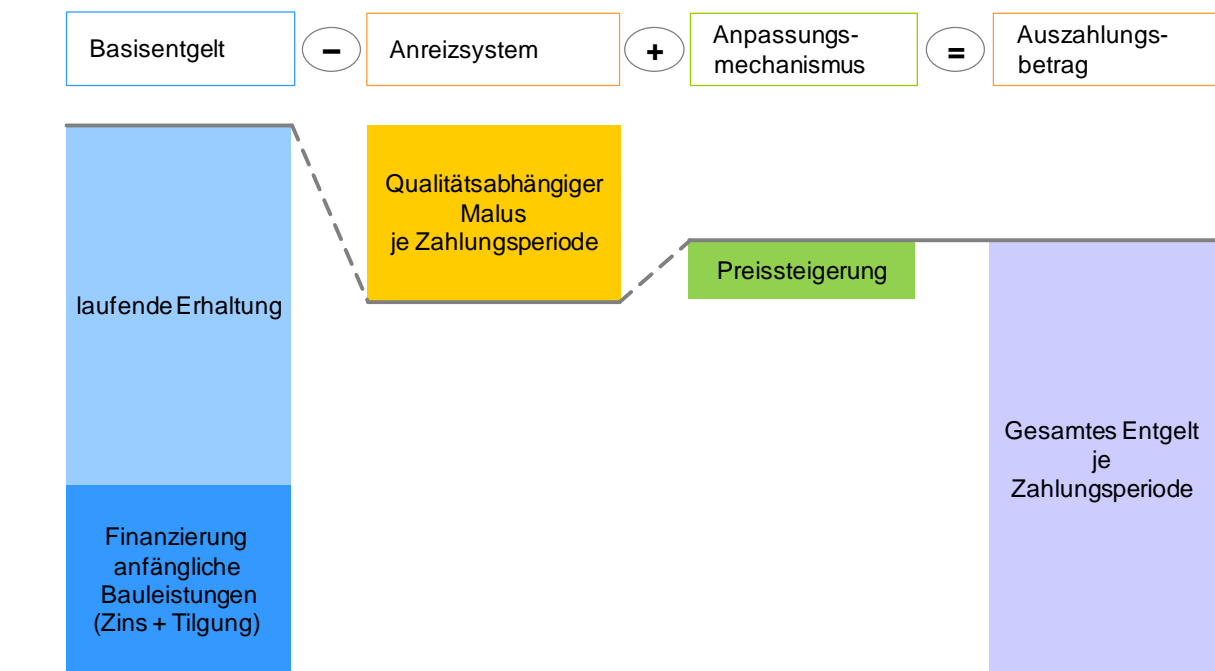 Basisentgelt
–
Anreizsystem
+
Anpassungs-
mechanismus
=
Auszahlungs-
betrag
laufende Erhaltung
Finanzierung
anfängliche
Bauleistungen
(Zins + Tilgung)
Qualitätsabhängiger
Malus
je Zahlungsperiode
Preissteigerung
Gesamtes Entgelt
je
Zahlungsperiode